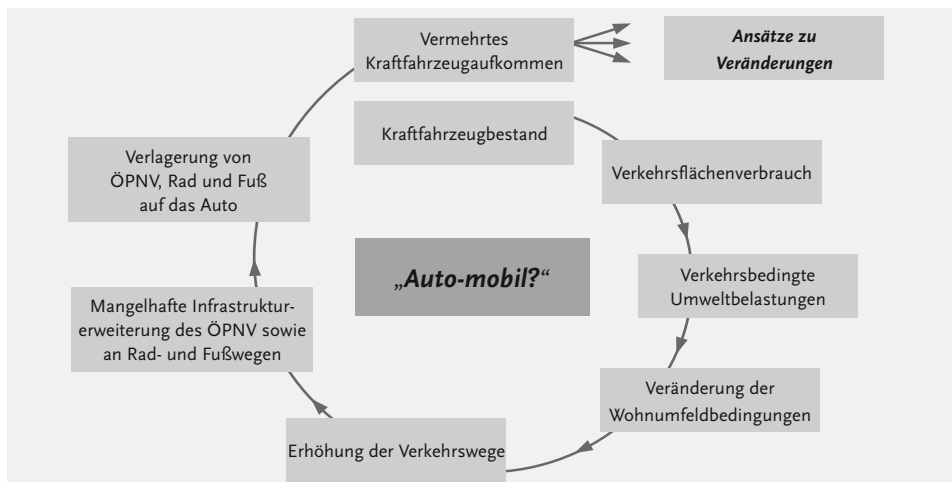 Vermehrtes
Kraftfahrzeugaufkommen
Ansätze zu
Veränderungen
Kraftfahrzeugbestand
Verkehrsflächenverbrauch
Verkehrsbedingte
Umweltbelastungen
Veränderung der
Wohnumfeldbedingungen
Erhöhung der Verkehrswege
Mangelhafte Infrastruktur-
erweiterung des ÖPNV sowie
an Rad- und Fußwegen
Verlagerung von
ÖPNV, Rad und Fuß
auf das Auto
„Auto-mobil?“